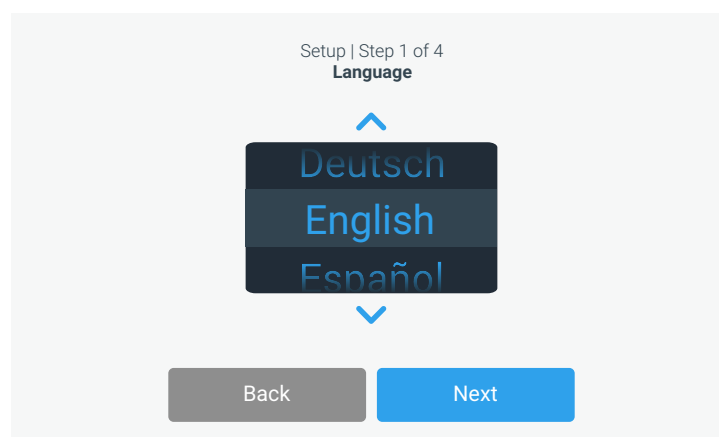 Setup | Step 1 of 4
Language
Deutsch
English
Español
Back
Next